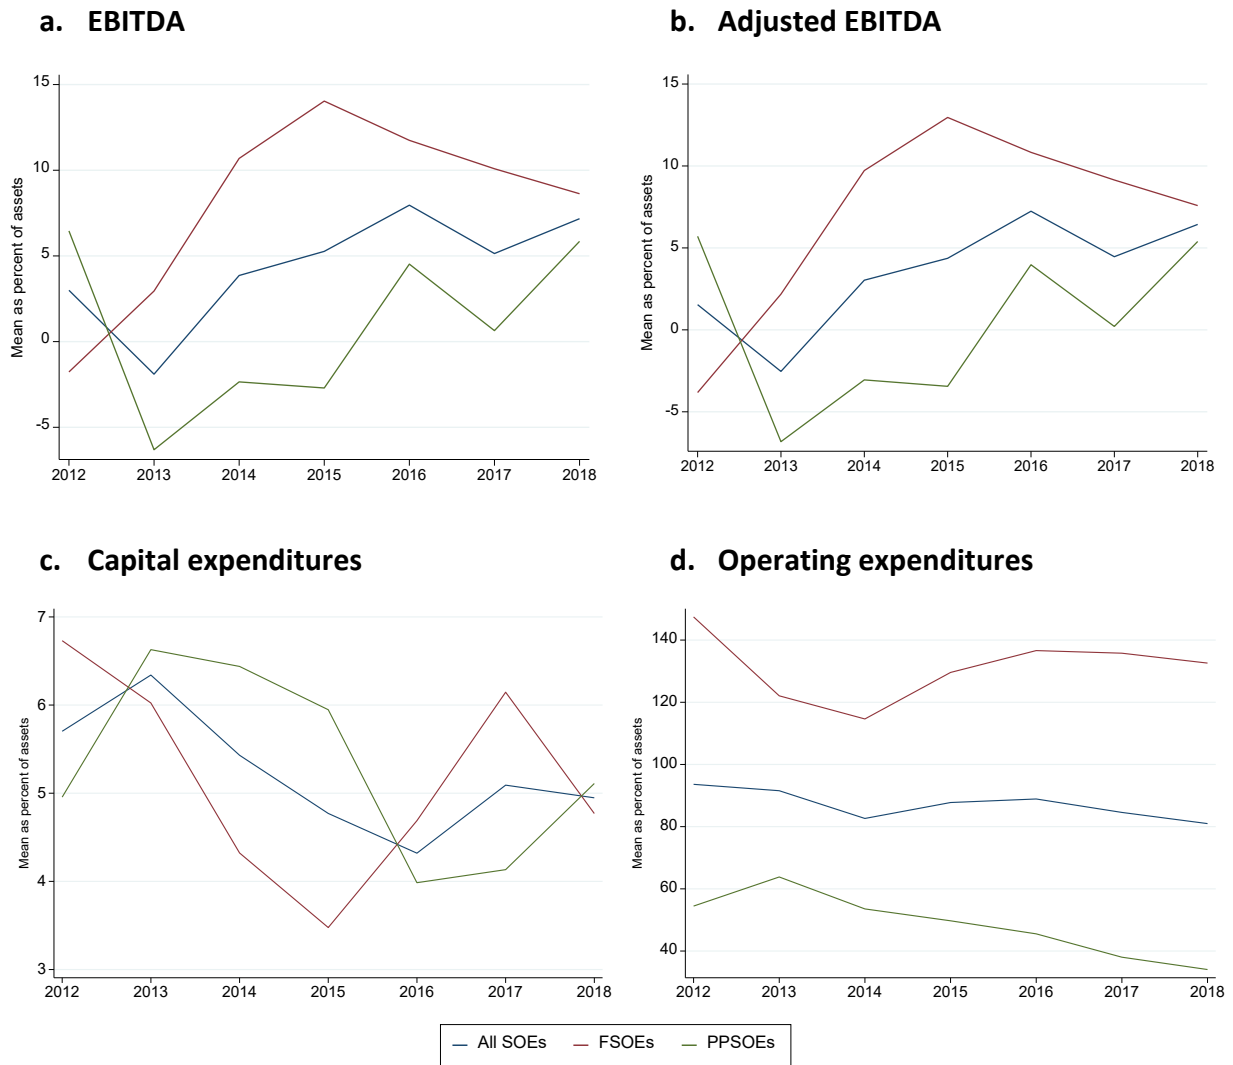 a. EBITDA
Mean as percent of assets
15
10
5
0
-5
2012 2013 2014 2015 2016 2017 2018
b. Adjusted EBITDA
Mean as percent of assets
15
10
5
0
-5
2012 2013 2014 2015 2016 2017 2018
c. Capital expenditures
Mean as percent of assets
7
6
5
4
3
2012 2013 2014 2015 2016 2017 2018
d. Operating expenditures
Mean as percent of assets
140
120
100
80
60
40
2012 2013 2014 2015 2016 2017 2018
All SOEs FSOEs PPSOEs